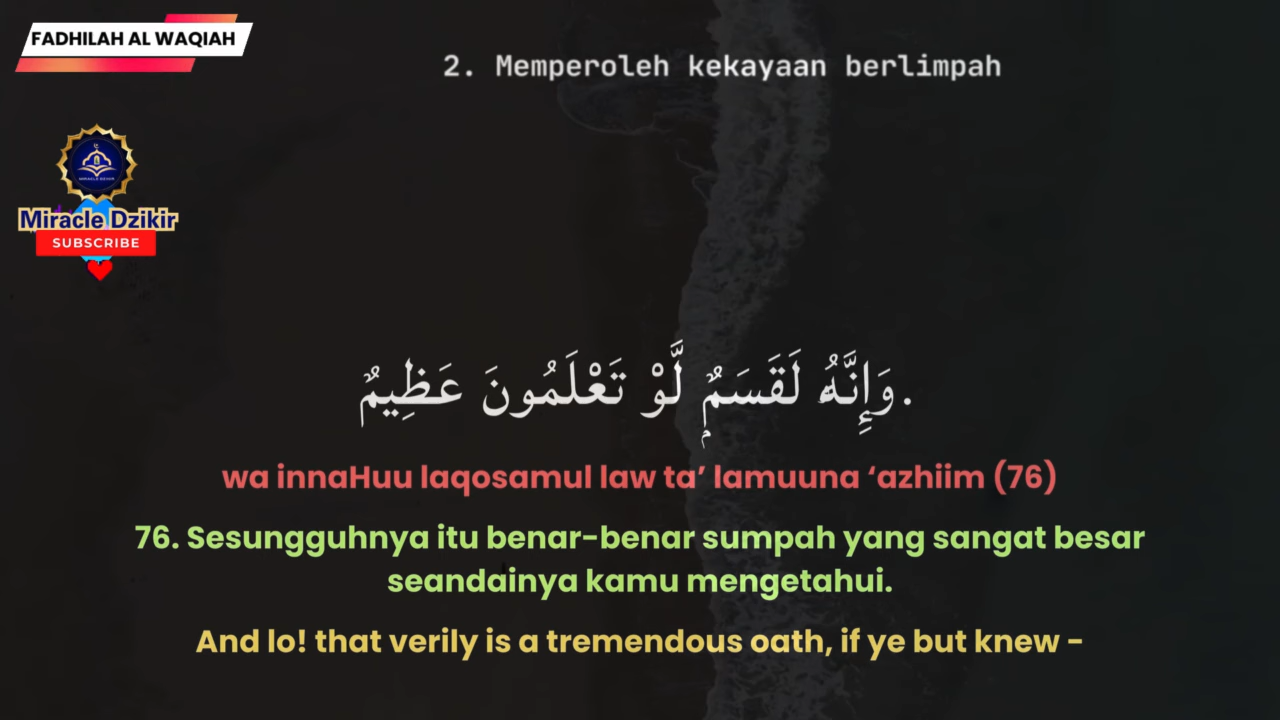 FADHILAH AL WAQIAH
2. Memperoleh kekayaan berlimpah
MIRACLE DZIKIR
Miracle Dzikir
SUBSCRIBE
وَإِنَّهُۥ لَقَسَمٌۭ لَّوْ تَعْلَمُونَ عَظِيمٌ.
wa innaHuu laqosamul law ta’ lamuuna ‘azhiim (76)
76. Sesungguhnya itu benar-benar sumpah yang sangat besar
seandainya kamu mengetahui.
And lo! that verily is a tremendous oath, if ye but knew -